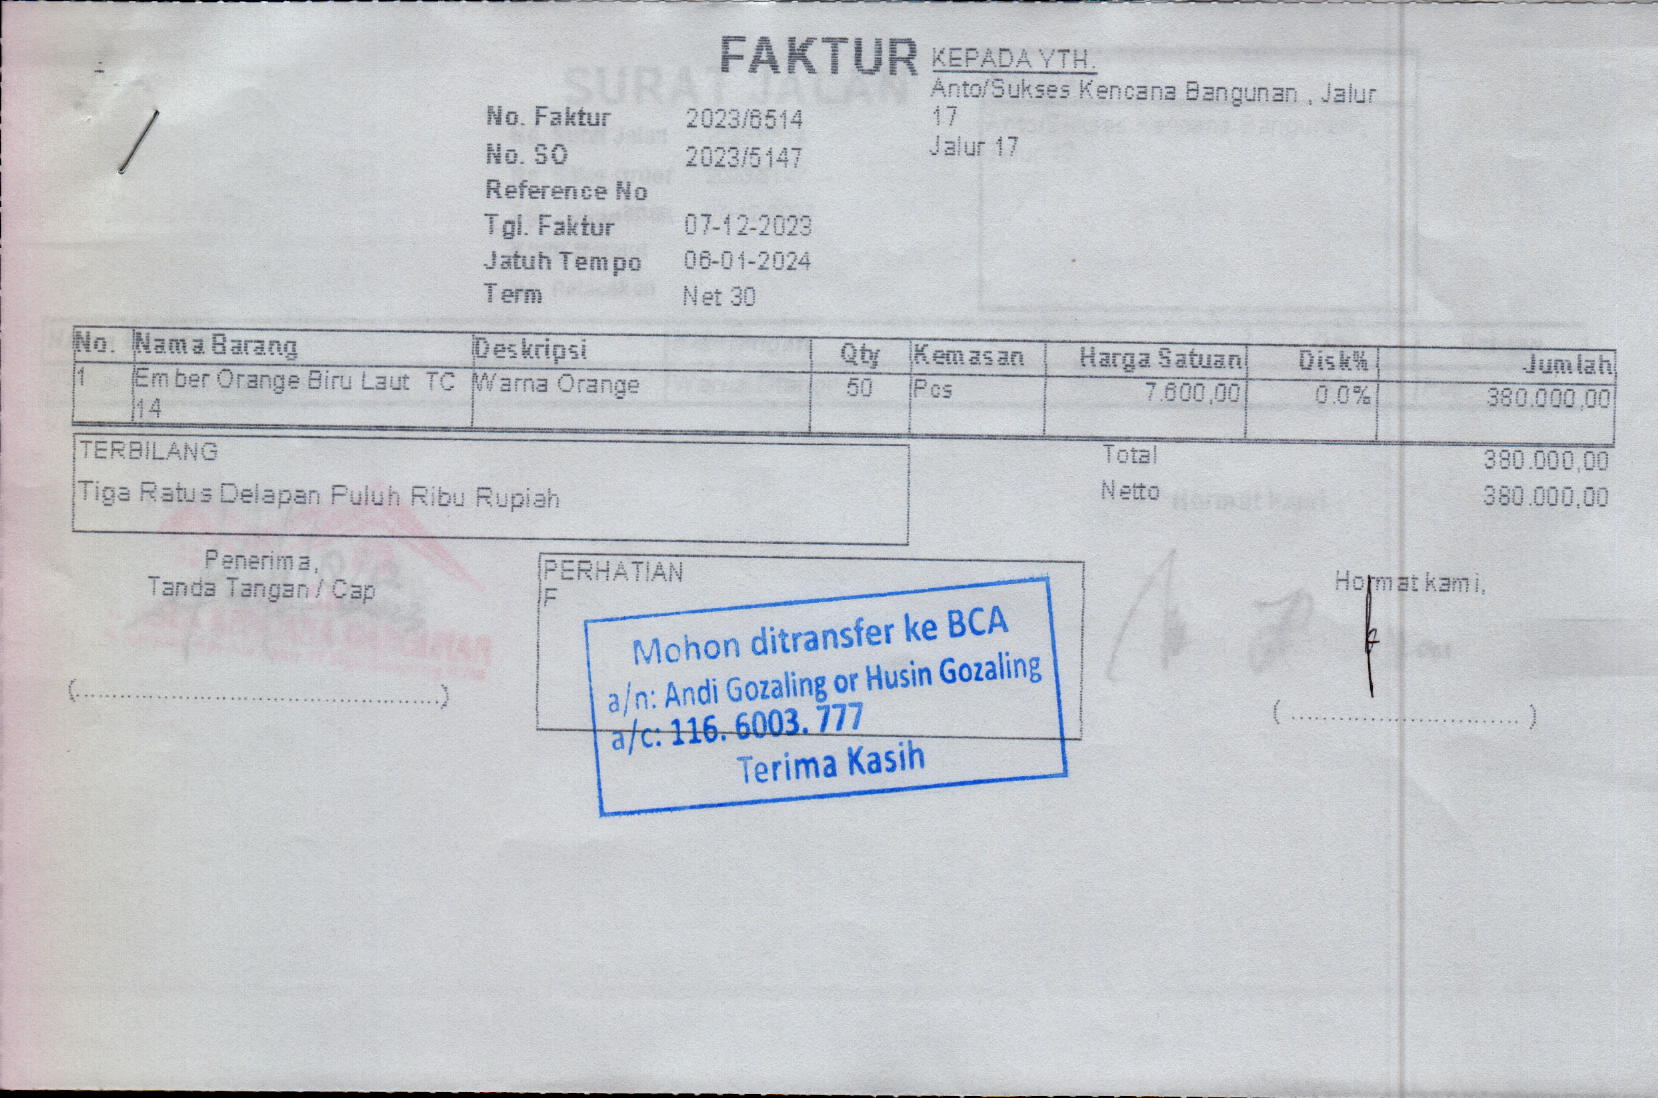 FAKTUR
KEPADA YTH.
Anto/Sukses Kencana Bangunan , Jalur
17
Jalur 17
No. Faktur 2023/6514
No. SO 2023/5147
Reference No
Tgl. Faktur 07-12-2023
Jatuh Tempo 06-01-2024
Term Net 30
No. Nama Barang Deskripsi Qty Kemasan Harga Satuan Disk% Jumlah
1 Ember Orange Biru Laut TC Warna Orange 50 Pcs 7.600,00 0.0% 380.000,00
14
TERBILANG
Tiga Ratus Delapan Puluh Ribu Rupiah
Total 380.000,00
Netto 380.000,00
Penerima,
Tanda Tangan / Cap
PERHATIAN
F
Mohon ditransfer ke BCA
a/n: Andi Gozaling or Husin Gozaling
a/c: 116. 6003. 777
Terima Kasih
Hormat kami,
SURAT JALAN